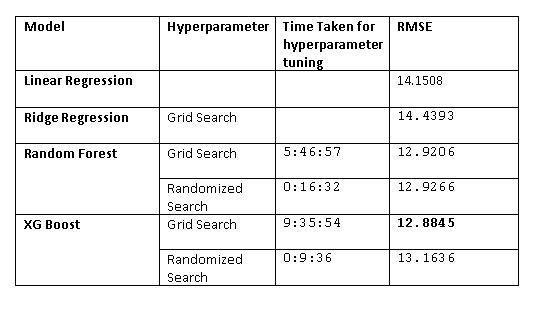 Model Hyperparameter Time Taken for hyperparameter tuning RMSE
Linear Regression 14.1508
Ridge Regression Grid Search 14.4393
Random Forest Grid Search 5:46:57 12.9206
Randomized Search 0:16:32 12.9266
XG Boost Grid Search 9:35:54 12.8845
Randomized Search 0:9:36 13.1636